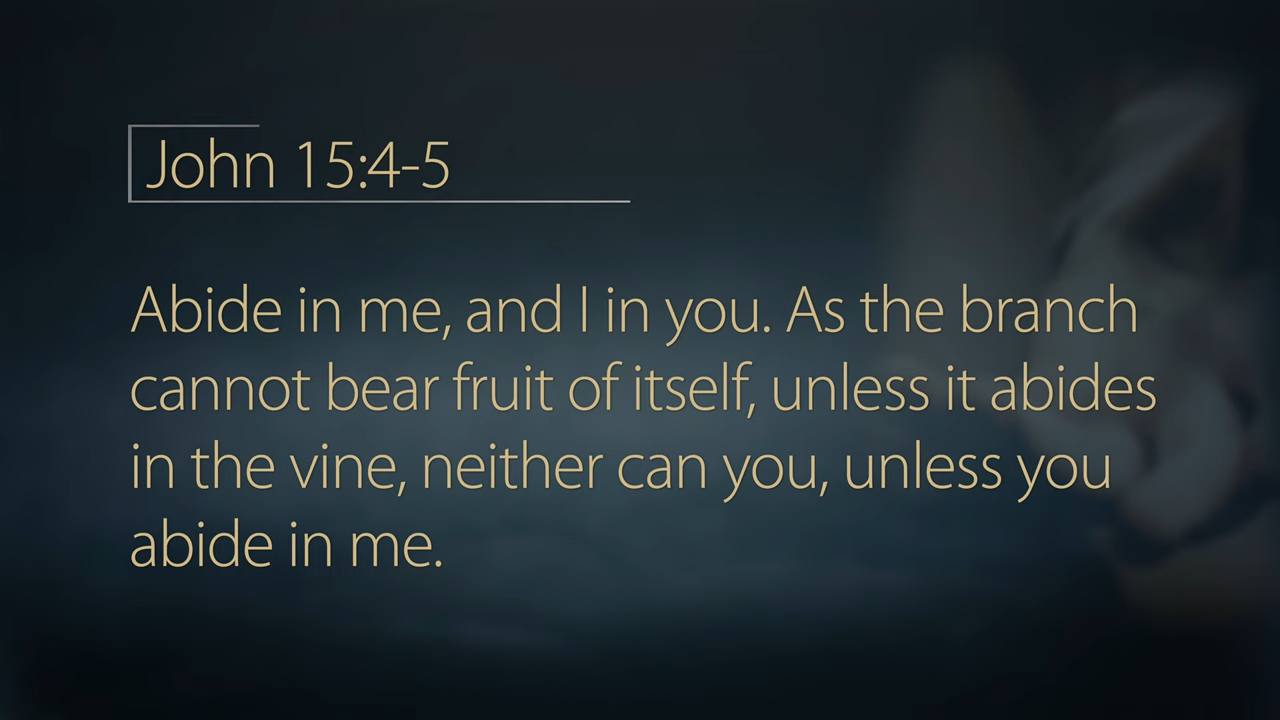 John 15:4-5
Abide in me, and I in you. As the branch
cannot bear fruit of itself, unless it abides
in the vine, neither can you, unless you
abide in me.